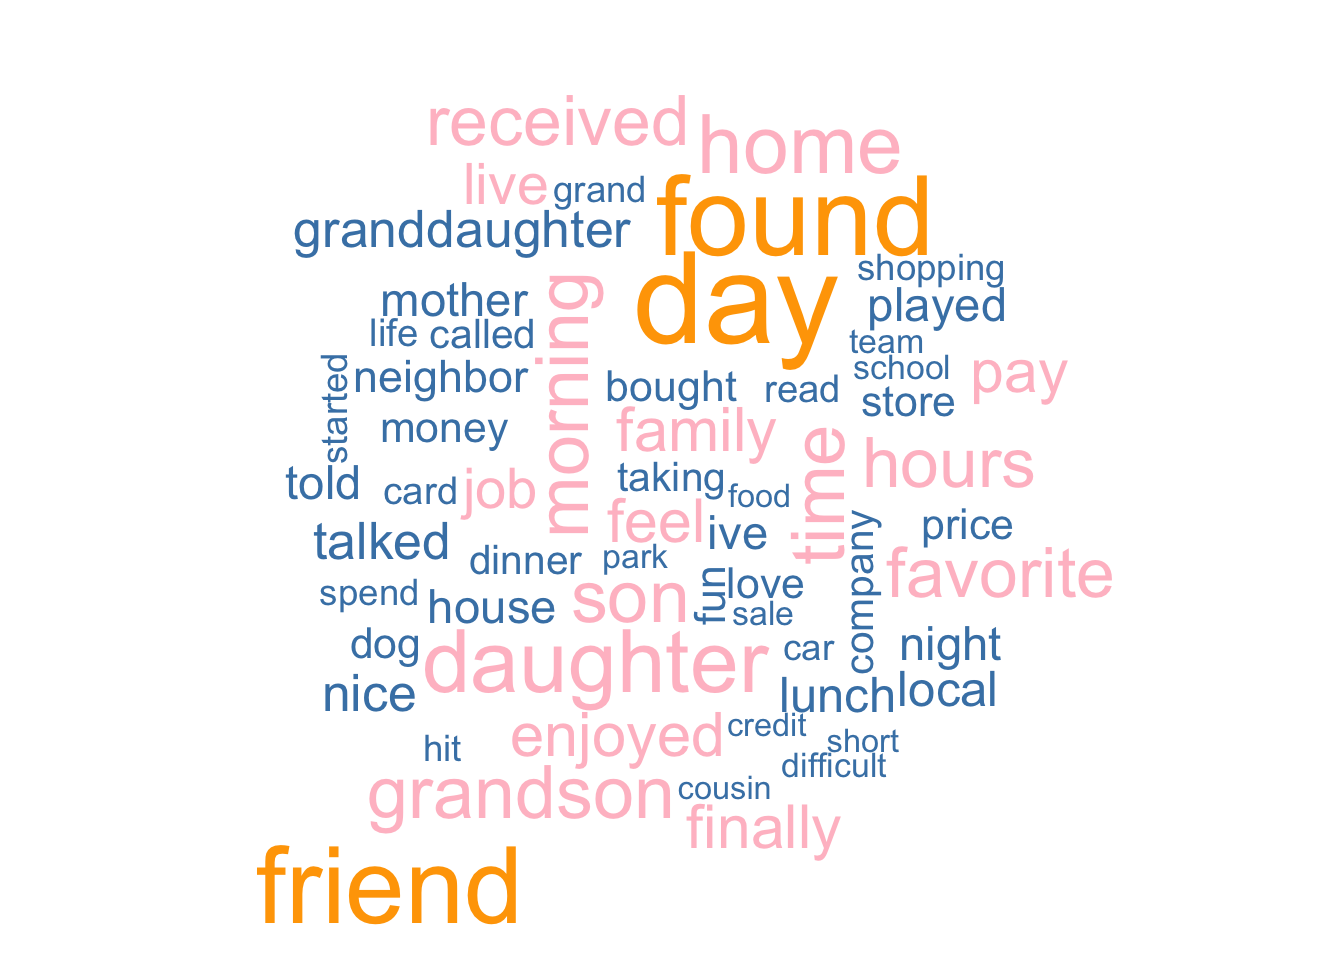 received
home
live
grand
found
granddaughter
day
shopping
mother
morning
played
life
called
team
started
neighbor
bought
read
school
pay
store
money
family
time
hours
told
card
job
taking
food
feel
ive
company
price
talked
dinner
park
favorite
spend
house
son
fun
love
sale
dog
daughter
car
night
nice
lunch
local
enjoyed
credit
short
hit
difficult
grandson
cousin
finally
friend